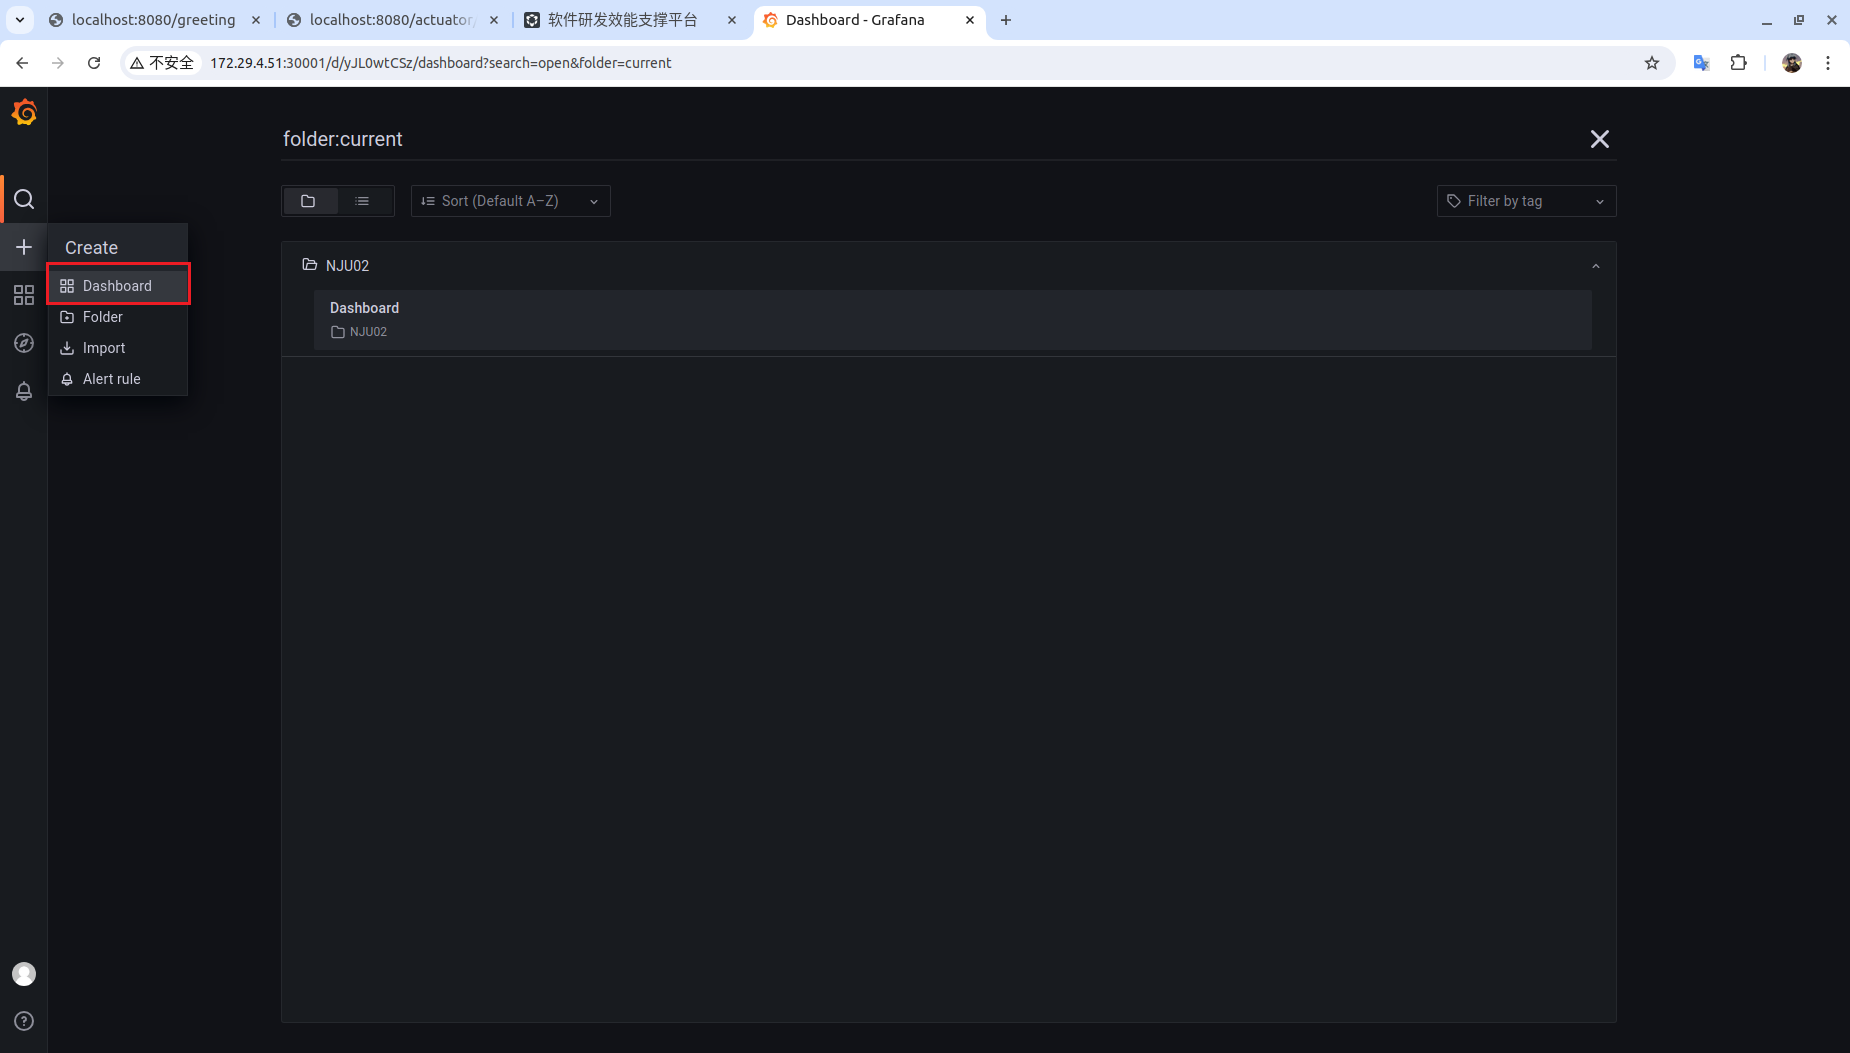 localhost:8080/greeting
localhost:8080/actuator/
软件研发效能支撑平台
Dashboard - Grafana
不安全
172.29.4.51:30001/d/yJL0wtCSz/dashboard?search=open&folder=current
folder:current
Sort (Default A–Z)
Filter by tag
Create
Dashboard
Folder
Import
Alert rule
NJU02
Dashboard
NJU02